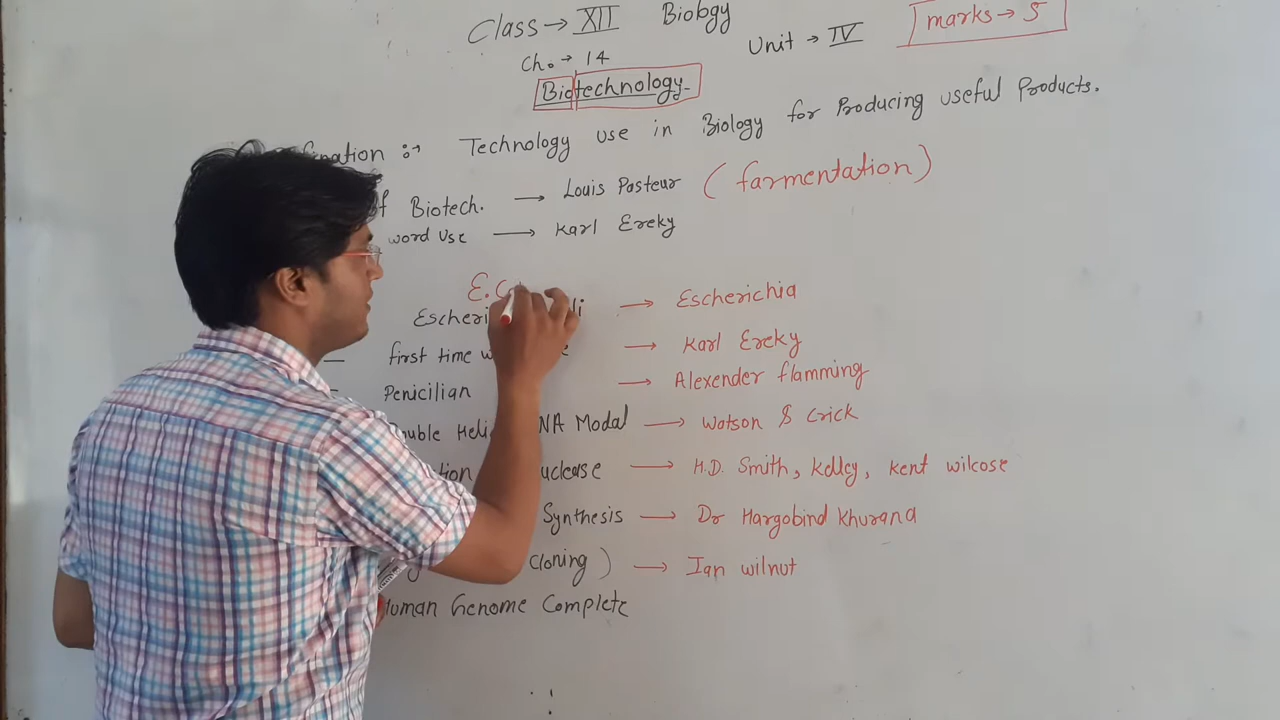 Class → XII Biology
Unit → IV
marks → 5
Ch. → 14
Biotechnology
Technology use in Biology for Producing useful Products.
Biotech. → Louis Pasteur (farmentation)
word use → Karl Ereky
E.C
→ Escherichia
first time → Karl Ereky
Penicilian → Alexender flamming
NA Modal → Watson & Crick
→ H.D. Smith, Kelley, Kent wilcose
Synthesis → Dr Hargobind Khurana
cloning) → Ian wilnut
Human Genome Complete